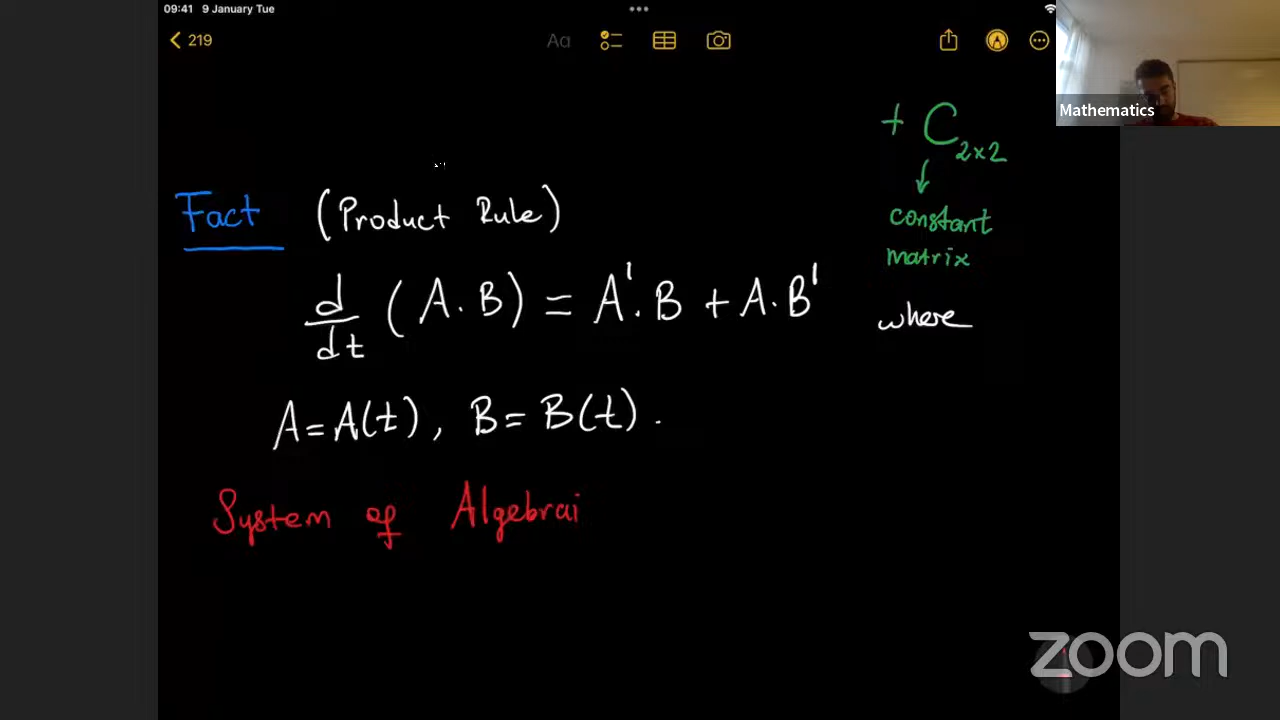 09:41 9 January Tue
219
Aa
Mathematics
+ C₂ₓ₂
constant
matrix
where
Fact (Product Rule)
d/dt (A · B) = A' · B + A · B'
A = A(t), B = B(t).
System of Algebrai
zoom